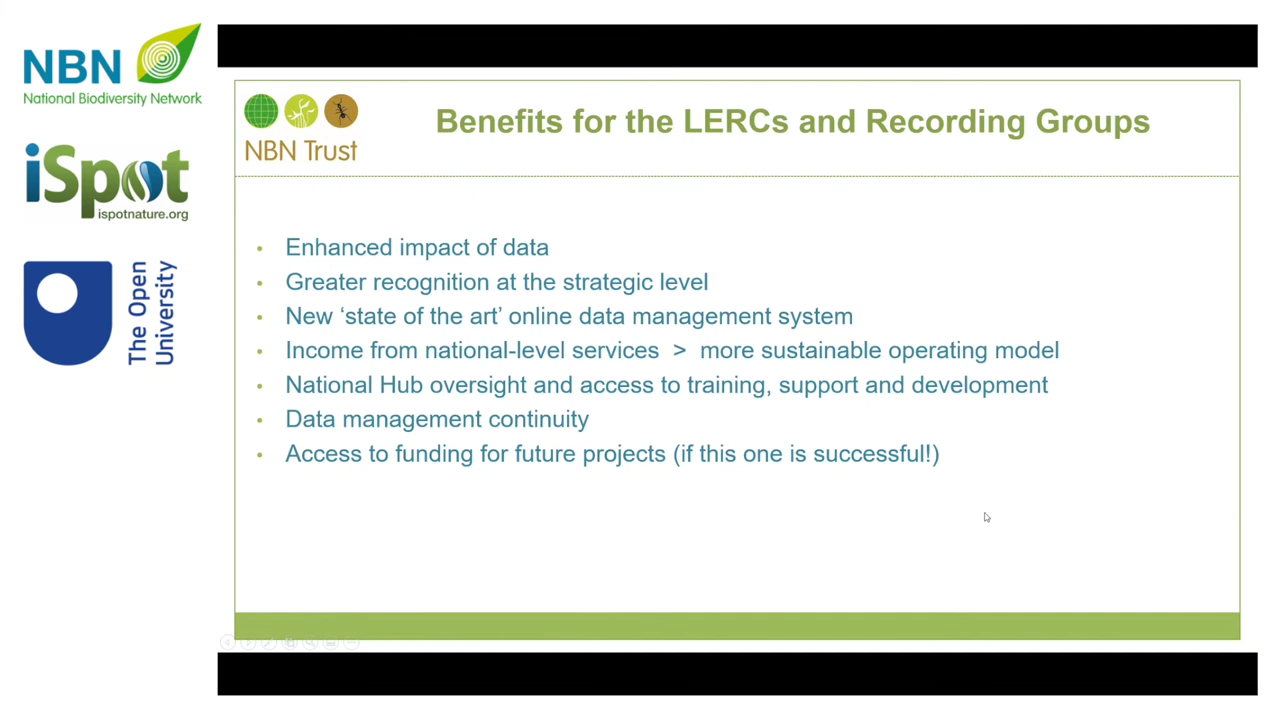 NBN
National Biodiversity Network
iSpot
ispotnature.org
The Open
University
NBN Trust
Benefits for the LERCs and Recording Groups
• Enhanced impact of data
• Greater recognition at the strategic level
• New ‘state of the art’ online data management system
• Income from national-level services > more sustainable operating model
• National Hub oversight and access to training, support and development
• Data management continuity
• Access to funding for future projects (if this one is successful!)